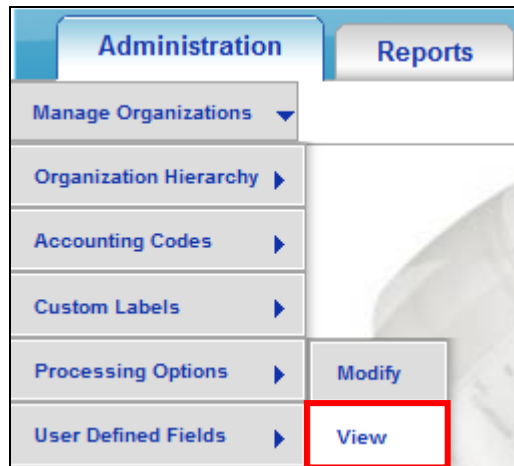 Administration
Reports
Manage Organizations
Organization Hierarchy
Accounting Codes
Custom Labels
Processing Options
Modify
User Defined Fields
View